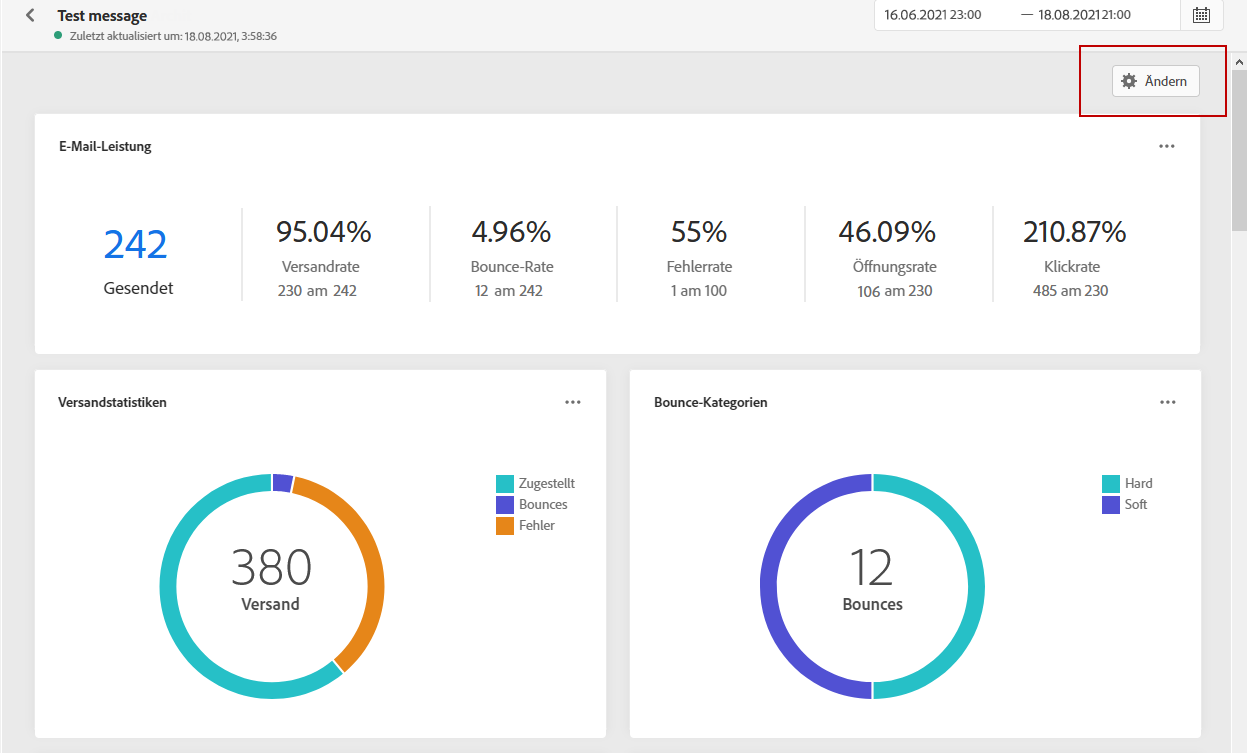 Test message
Zuletzt aktualisiert um: 18.08.2021, 3:58:36
16.06.2021 23:00 — 18.08.2021 21:00
Ändern
E-Mail-Leistung
242
Gesendet
95.04%
Versandrate
230 am 242
4.96%
Bounce-Rate
12 am 242
55%
Fehlerrate
1 am 100
46.09%
Öffnungsrate
106 am 230
210.87%
Klickrate
485 am 230
Versandstatistiken
Zugestellt
Bounces
Fehler
380
Versand
Bounce-Kategorien
Hard
Soft
12
Bounces